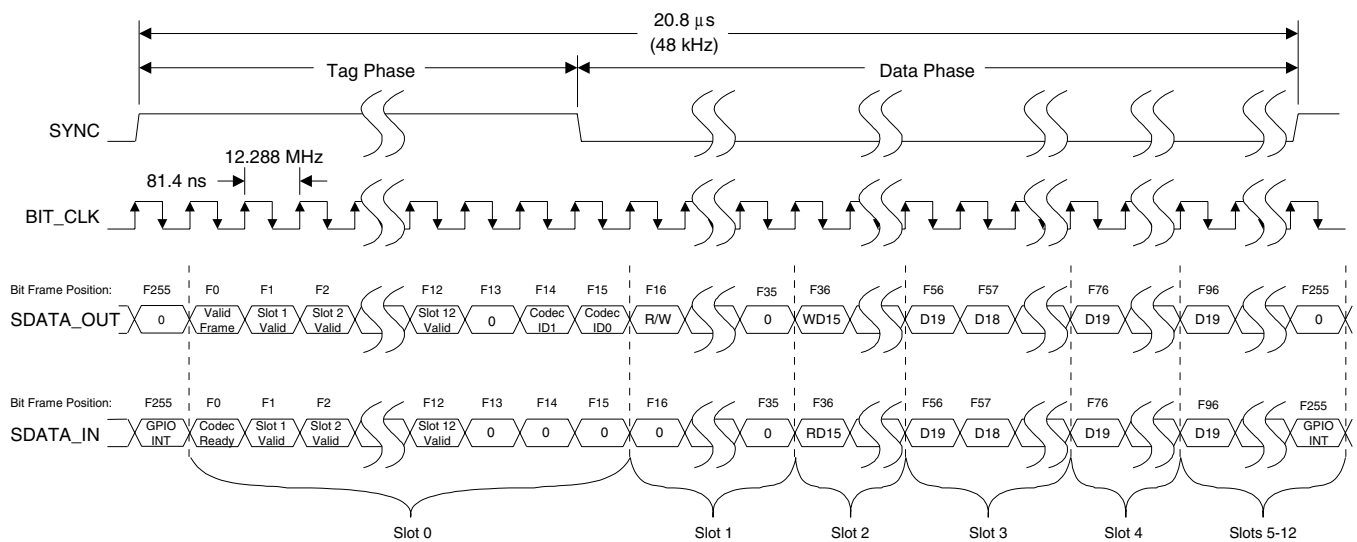 20.8 μs
(48 kHz)
Tag Phase
Data Phase
SYNC
12.288 MHz
81.4 ns
BIT_CLK
Bit Frame Position: F255 F0 F1 F2 F12 F13 F14 F15 F16 F35 F36 F56 F57 F76 F96 F255
SDATA_OUT 0 Valid Frame Slot 1 Valid Slot 2 Valid Slot 12 Valid 0 Codec ID1 Codec ID0 R/W 0 WD15 D19 D18 D19 D19 0
Bit Frame Position: F255 F0 F1 F2 F12 F13 F14 F15 F16 F35 F36 F56 F57 F76 F96 F255
SDATA_IN GPIO INT Codec Ready Slot 1 Valid Slot 2 Valid Slot 12 Valid 0 0 0 0 0 RD15 D19 D18 D19 D19 GPIO INT
Slot 0 Slot 1 Slot 2 Slot 3 Slot 4 Slots 5-12